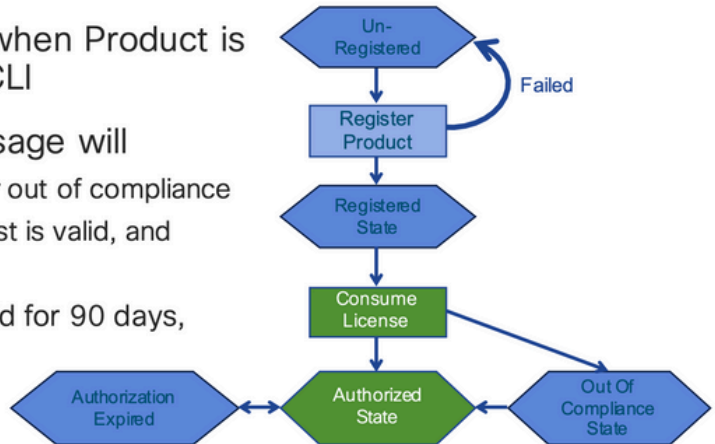 when Product is
CLI
sage will
r out of compliance
st is valid, and
d for 90 days,
Un-
Registered
Failed
Register
Product
Registered
State
Consume
License
Authorization
Expired
Authorized
State
Out Of
Compliance
State